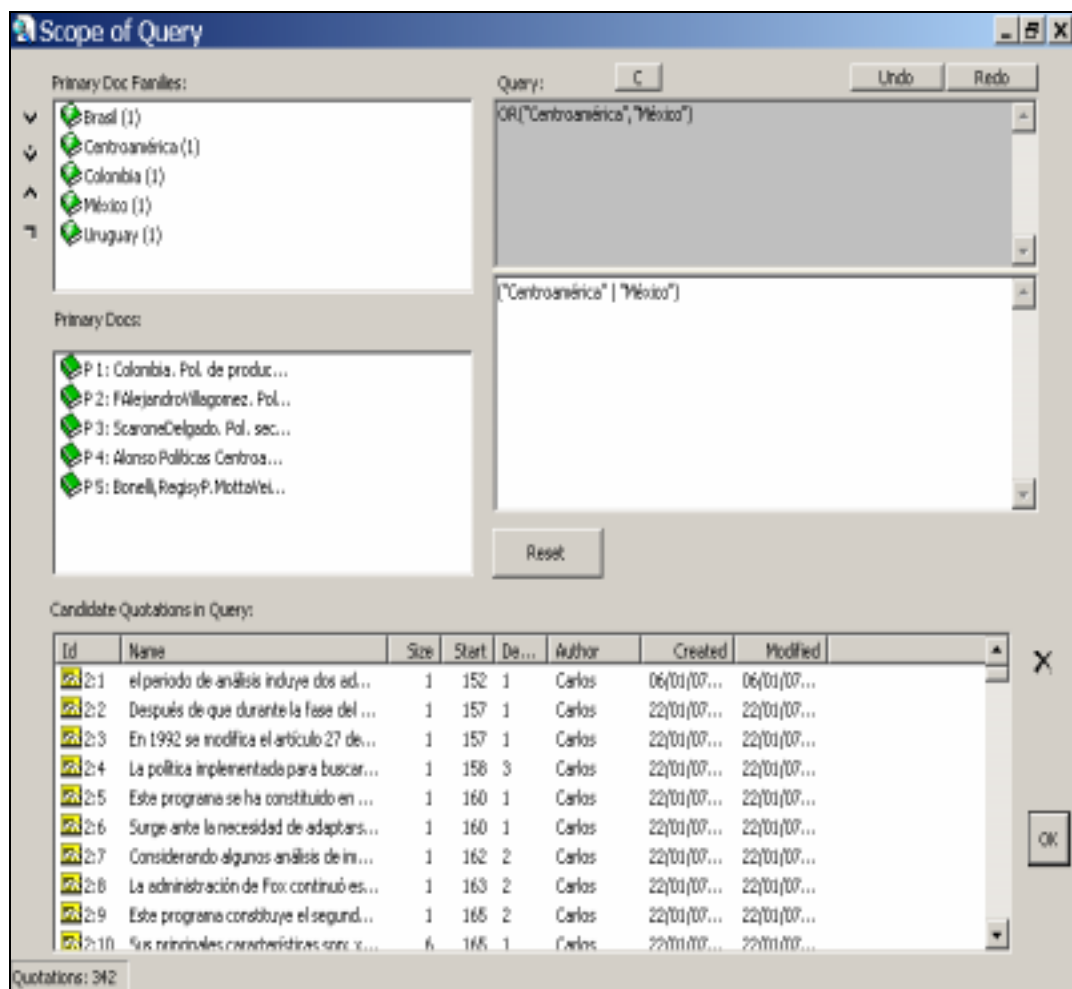 Scope of Query
Primary Doc Families:
Brasil (1)
Centroamérica (1)
Colombia (1)
México (1)
Uruguay (1)
Query:
C
Undo
Redo
OR("Centroamérica","México")
("Centroamérica" | "México")
Primary Docs:
P 1: Colombia. Pol. de produc...
P 2: FAlejandroVillagomez. Pol...
P 3: ScaroneDelgado. Pol. sec...
P 4: Alonso Políticas Centroa...
P 5: Bonelli,RegisyP.MottaVei...
Reset
Candidate Quotations in Query:
Id Name Size Start De... Author Created Modified
2:1 el periodo de análisis induye dos ad... 1 152 1 Carlos 06/01/07... 06/01/07...
2:2 Después de que durante la fase del ... 1 157 1 Carlos 22/01/07... 22/01/07...
2:3 En 1992 se modifica el artículo 27 de... 1 157 1 Carlos 22/01/07... 22/01/07...
2:4 La política implementada para buscar... 1 158 3 Carlos 22/01/07... 22/01/07...
2:5 Este programa se ha constituido en ... 1 160 1 Carlos 22/01/07... 22/01/07...
2:6 Surge ante la necesidad de adaptars... 1 160 1 Carlos 22/01/07... 22/01/07...
2:7 Considerando algunos análisis de im... 1 162 2 Carlos 22/01/07... 22/01/07...
2:8 La administración de Fox continuó es... 1 163 2 Carlos 22/01/07... 22/01/07...
2:9 Este programa constituye el segund... 1 165 2 Carlos 22/01/07... 22/01/07...
2:10 Sus principales características son: 6 165 1 Carlos 22/01/07... 22/01/07...
OK
Quotations: 342